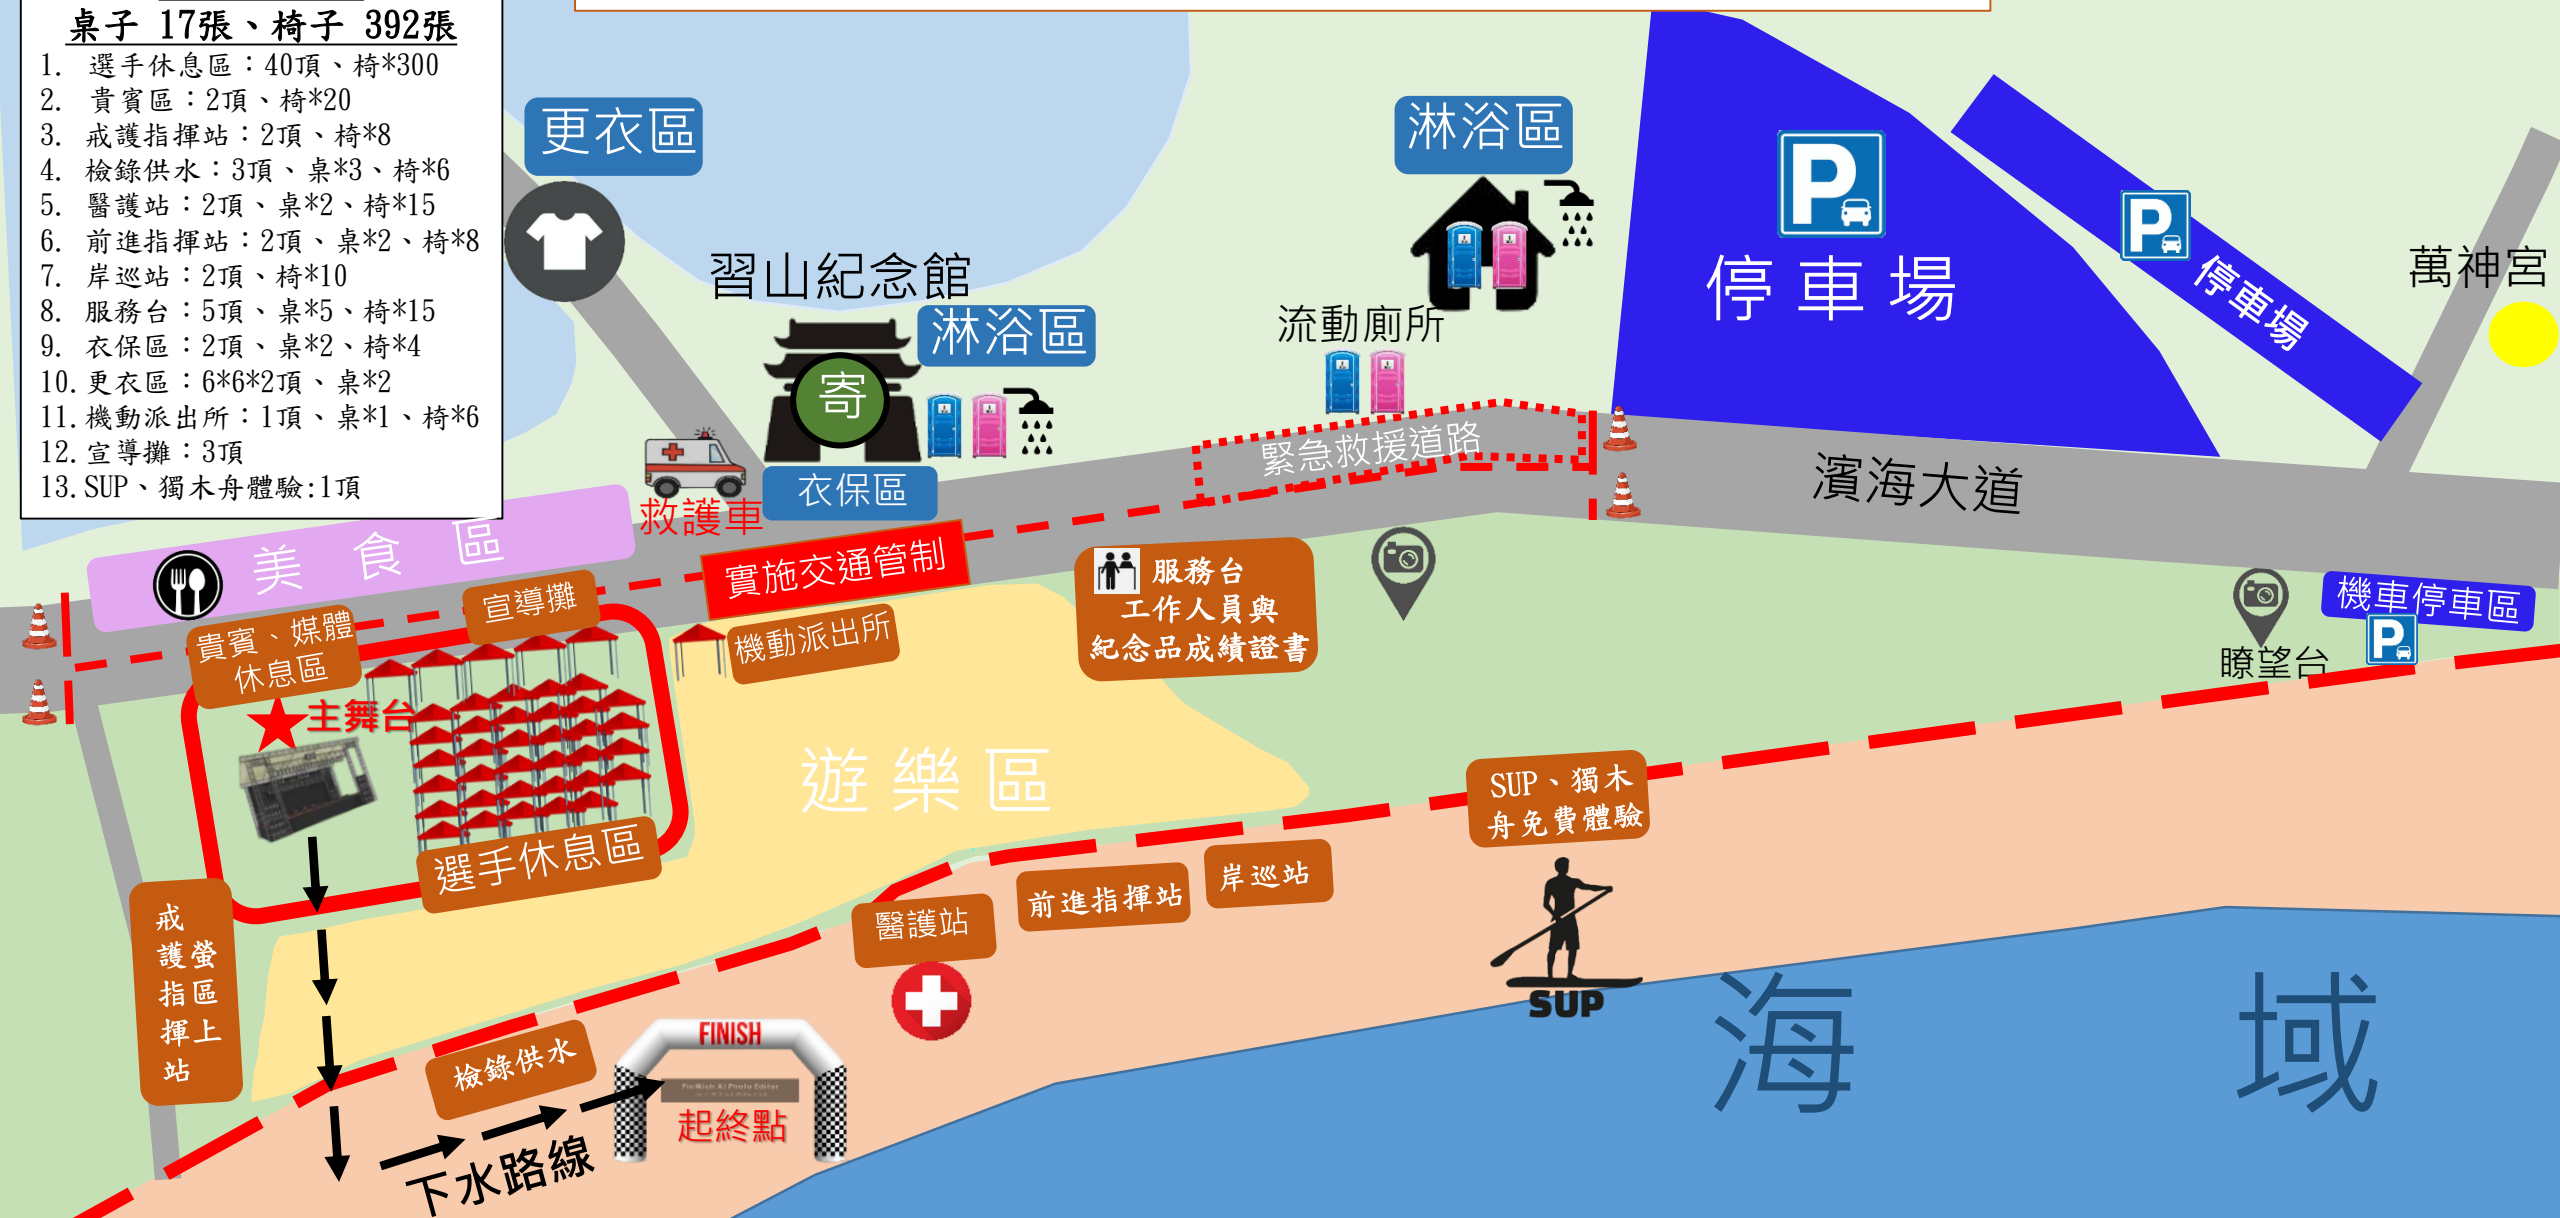 桌子 17張、椅子 392張
1. 選手休息區：40頂、椅*300
2. 貴賓區：2頂、椅*20
3. 戒護指揮站：2頂、椅*8
4. 檢錄供水：3頂、桌*3、椅*6
5. 醫護站：2頂、桌*2、椅*15
6. 前進指揮站：2頂、桌*2、椅*8
7. 岸巡站：2頂、椅*10
8. 服務台：5頂、桌*5、椅*15
9. 衣保區：2頂、桌*2、椅*4
10. 更衣區：6*6*2頂、桌*2
11. 機動派出所：1頂、桌*1、椅*6
12. 宣導攤：3頂
13. SUP、獨木舟體驗:1頂
更衣區
淋浴區
P
停車場
P
停車場
萬神宮
習山紀念館
淋浴區
寄
衣保區
流動廁所
緊急救援道路
濱海大道
救護車
美食區
實施交通管制
宣導攤
貴賓、媒體
休息區
機動派出所
服務台
工作人員與
紀念品成績證書
機車停車區
P
瞭望台
主舞台
遊樂區
選手休息區
SUP、獨木
舟免費體驗
SUP
岸巡站
前進指揮站
醫護站
戒護指揮站
螢區上
檢錄供水
FINISH
PicWish AI Photo Editor
起終點
下水路線
海域